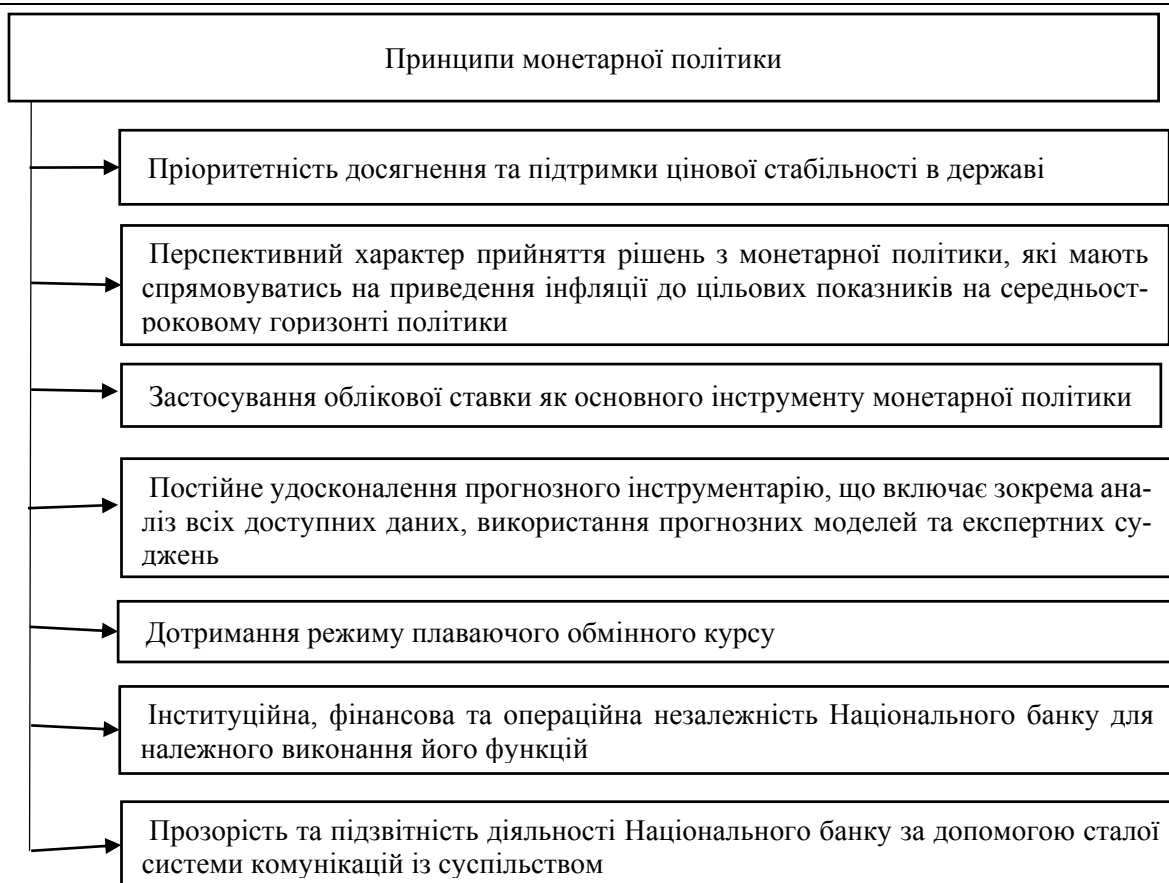 Принципи монетарної політики
Пріоритетність досягнення та підтримки цінової стабільності в державі
Перспективний характер прийняття рішень з монетарної політики, які мають
спрямовуватись на приведення інфляції до цільових показників на середньост-
роковому горизонті політики
Застосування облікової ставки як основного інструменту монетарної політики
Постійне удосконалення прогнозного інструментарію, що включає зокрема ана-
ліз всіх доступних даних, використання прогнозних моделей та експертних су-
джень
Дотримання режиму плаваючого обмінного курсу
Інституційна, фінансова та операційна незалежність Національного банку для
належного виконання його функцій
Прозорість та підзвітність діяльності Національного банку за допомогою сталої
системи комунікацій із суспільством